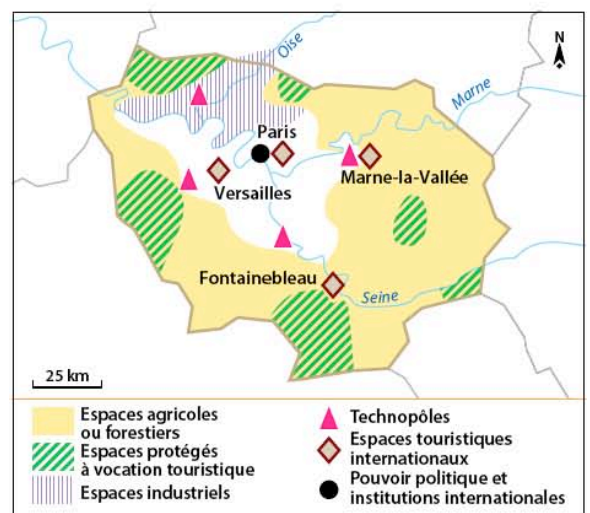 N
Oise
Marne
Paris
Marne-la-Vallée
Versailles
Fontainebleau
Seine
25 km
Espaces agricoles
ou forestiers
Espaces protégés
à vocation touristique
Espaces industriels
Technopôles
Espaces touristiques
internationaux
Pouvoir politique et
institutions internationales